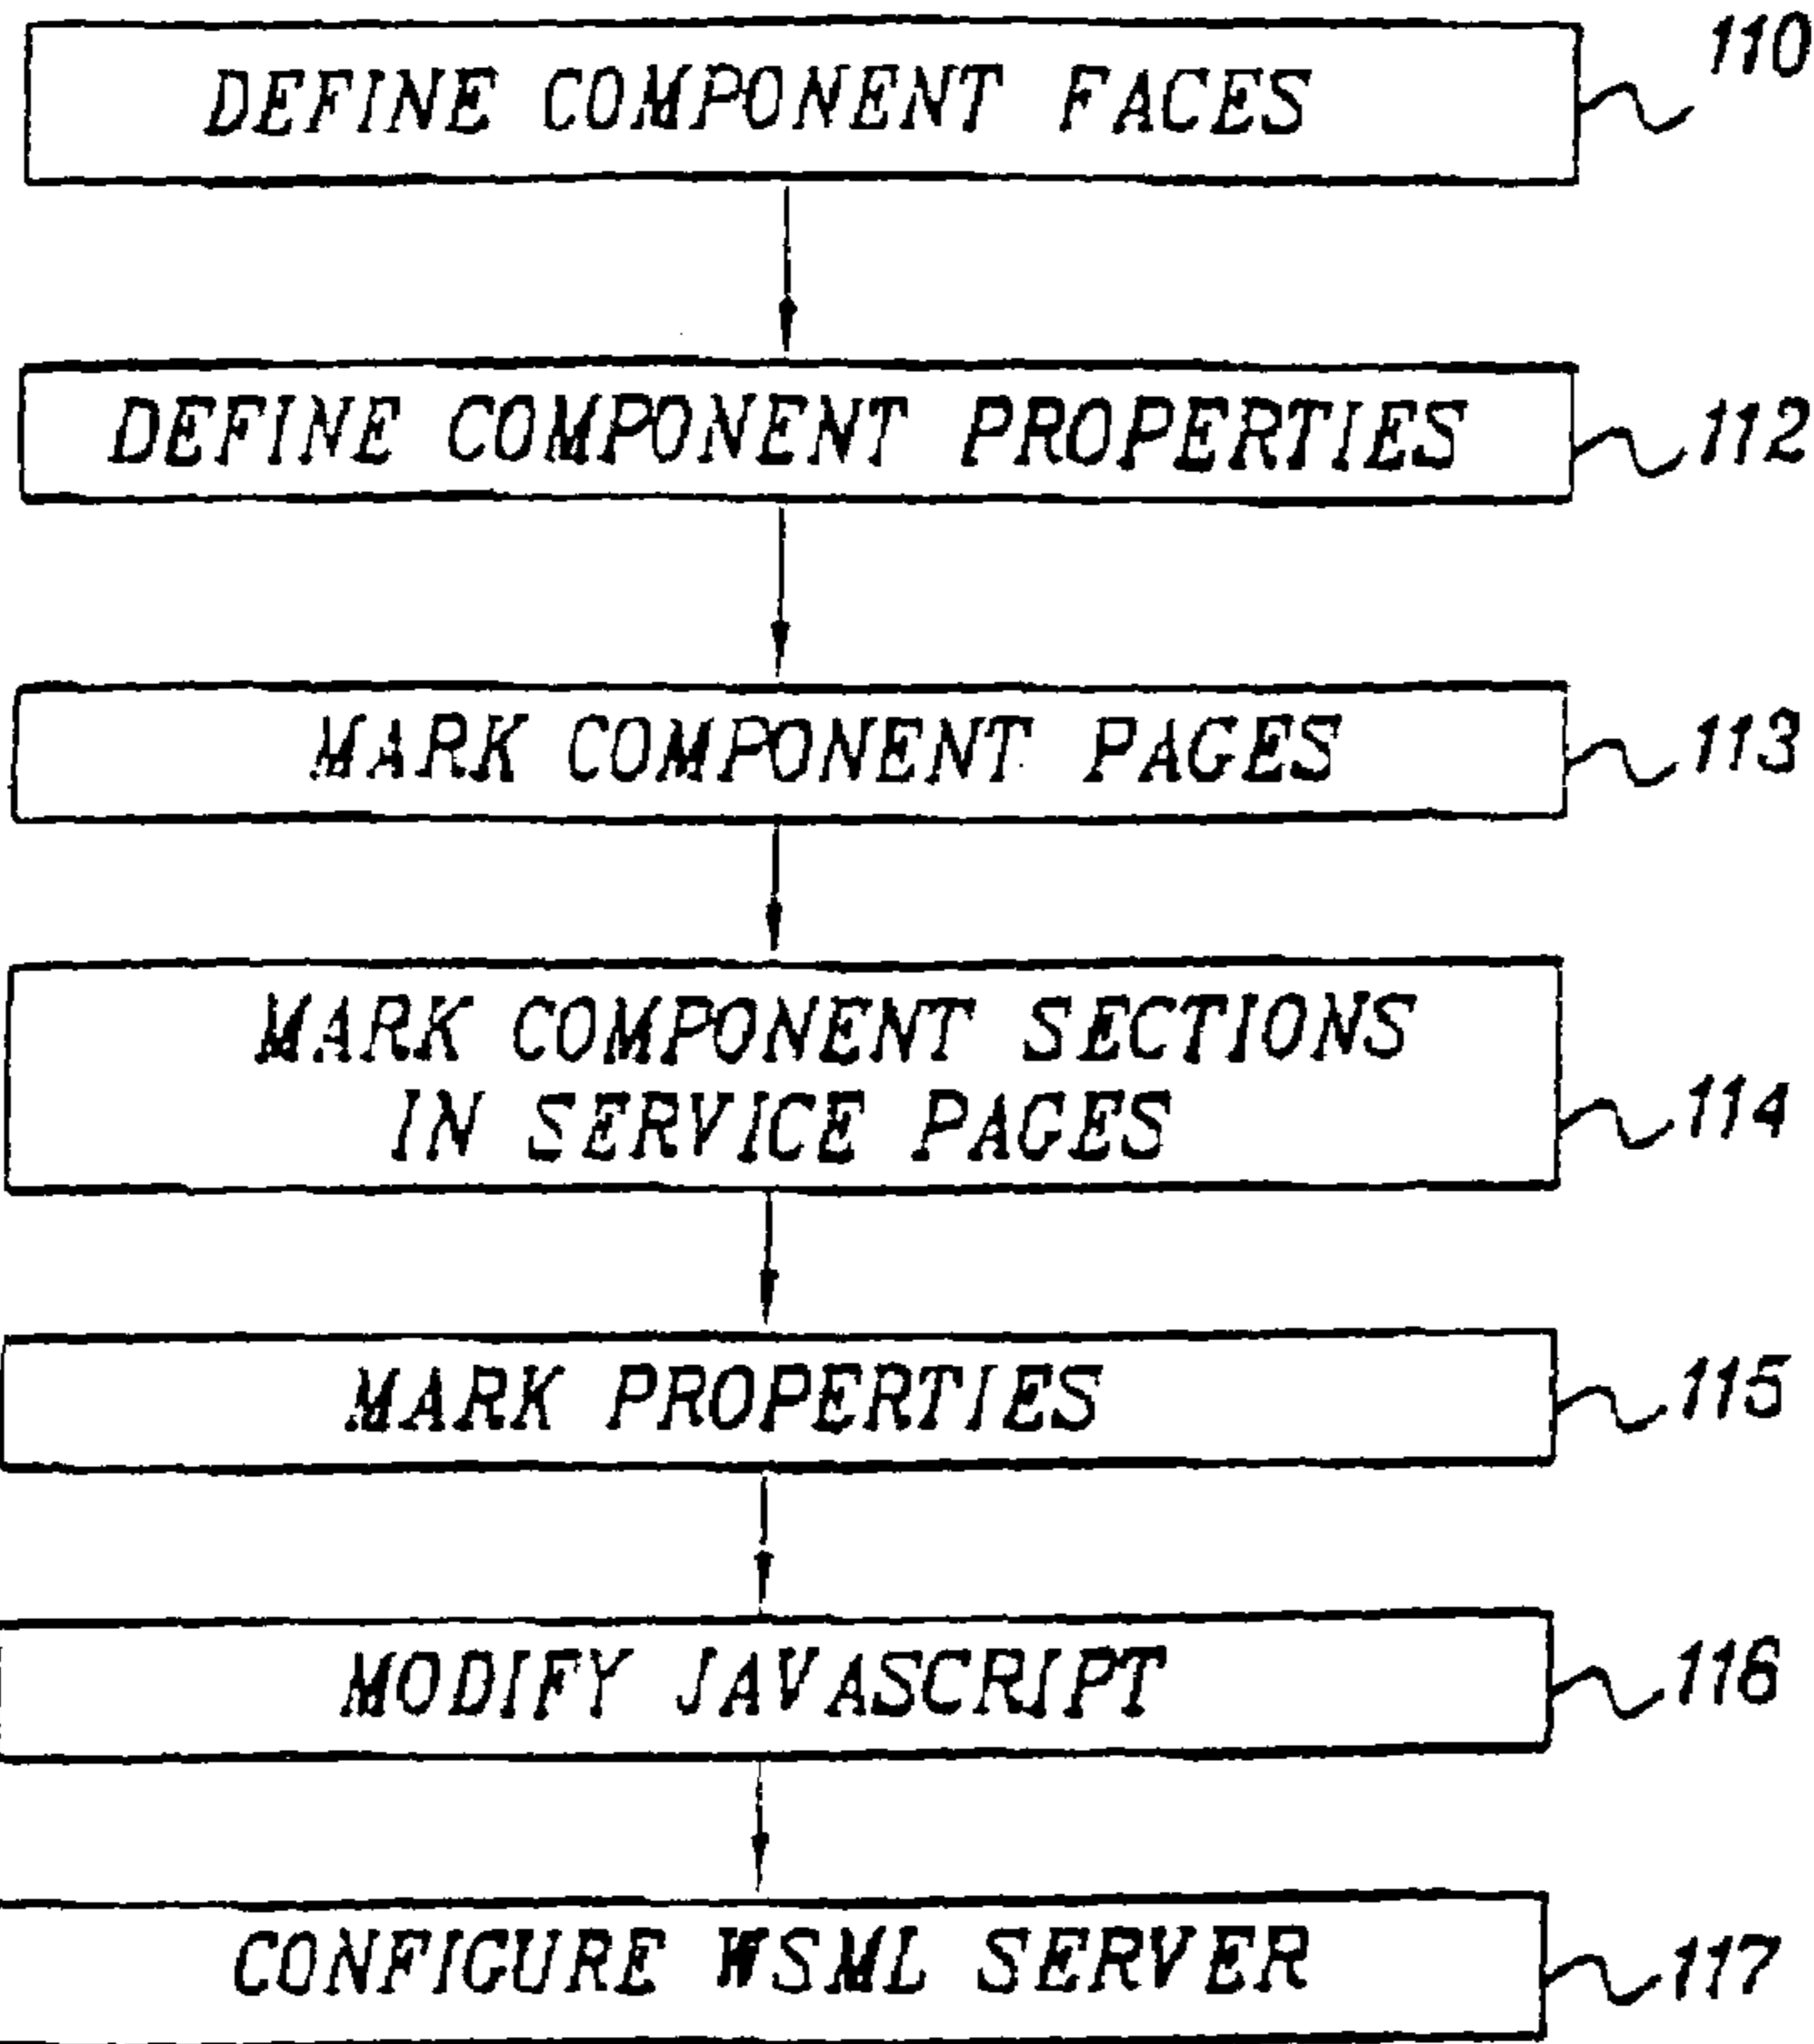 DEFINE COMPONENT FACES
110
DEFINE COMPONENT PROPERTIES
112
MARK COMPONENT PAGES
113
MARK COMPONENT SECTIONS
IN SERVICE PAGES
114
MARK PROPERTIES
115
MODIFY JAVASCRIPT
116
CONFIGURE WSML SERVER
117